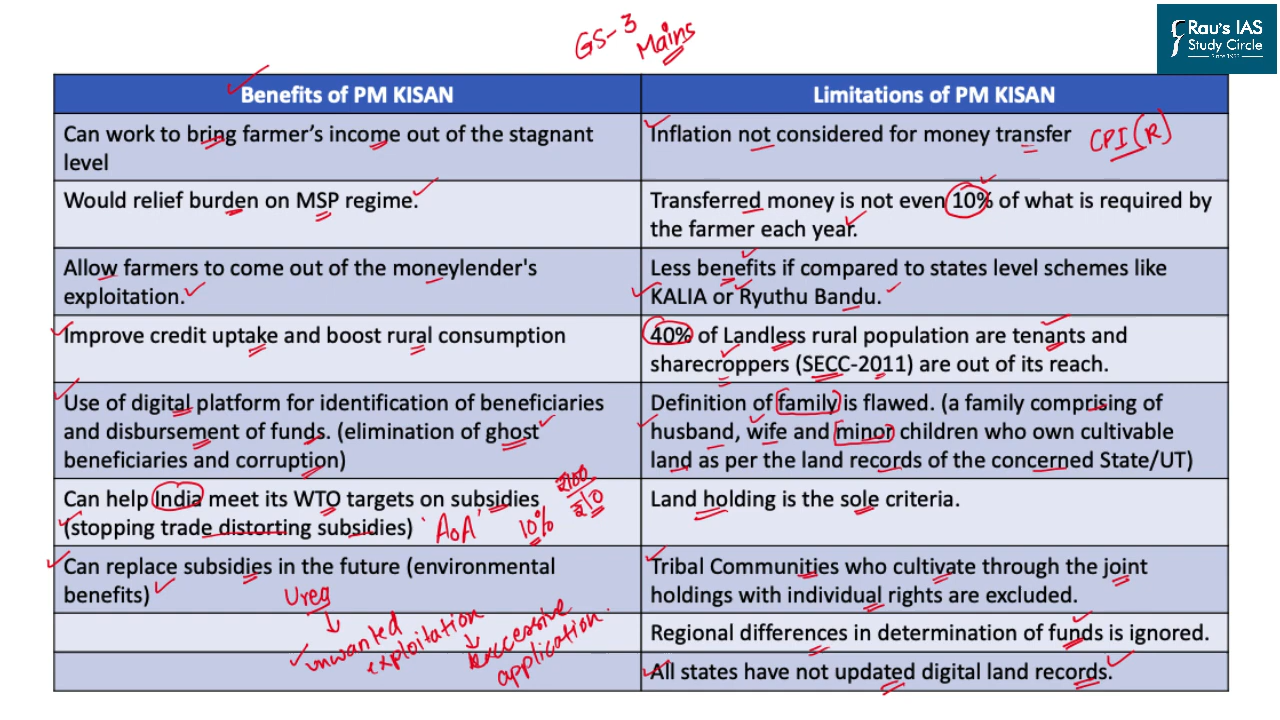 GS-3
Mains
Rau's IAS
Study Circle
Since 1953
Benefits of PM KISAN
Limitations of PM KISAN
Can work to bring farmer's income out of the stagnant
level
Inflation not considered for money transfer
CPI(R)
Would relief burden on MSP regime.
Transferred money is not even 10% of what is required by
the farmer each year.
Allow farmers to come out of the moneylender's
exploitation.
Less benefits if compared to states level schemes like
KALIA or Ryuthu Bandu.
Improve credit uptake and boost rural consumption
40% of Landless rural population are tenants and
sharecroppers (SECC-2011) are out of its reach.
Use of digital platform for identification of beneficiaries
and disbursement of funds. (elimination of ghost
beneficiaries and corruption)
Definition of family is flawed. (a family comprising of
husband, wife and minor children who own cultivable
land as per the land records of the concerned State/UT)
Can help India meet its WTO targets on subsidies
(stopping trade distorting subsidies)
'AoA'
10%
₹100
₹10
Land holding is the sole criteria.
Can replace subsidies in the future (environmental
benefits)
Urea
unwanted
exploitation
excessive
application.
Tribal Communities who cultivate through the joint
holdings with individual rights are excluded.
Regional differences in determination of funds is ignored.
All states have not updated digital land records.